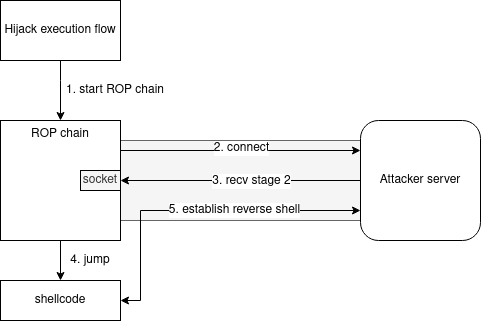 Hijack execution flow
1. start ROP chain
ROP chain
2. connect
socket
3. recv stage 2
Attacker server
5. establish reverse shell
4. jump
shellcode